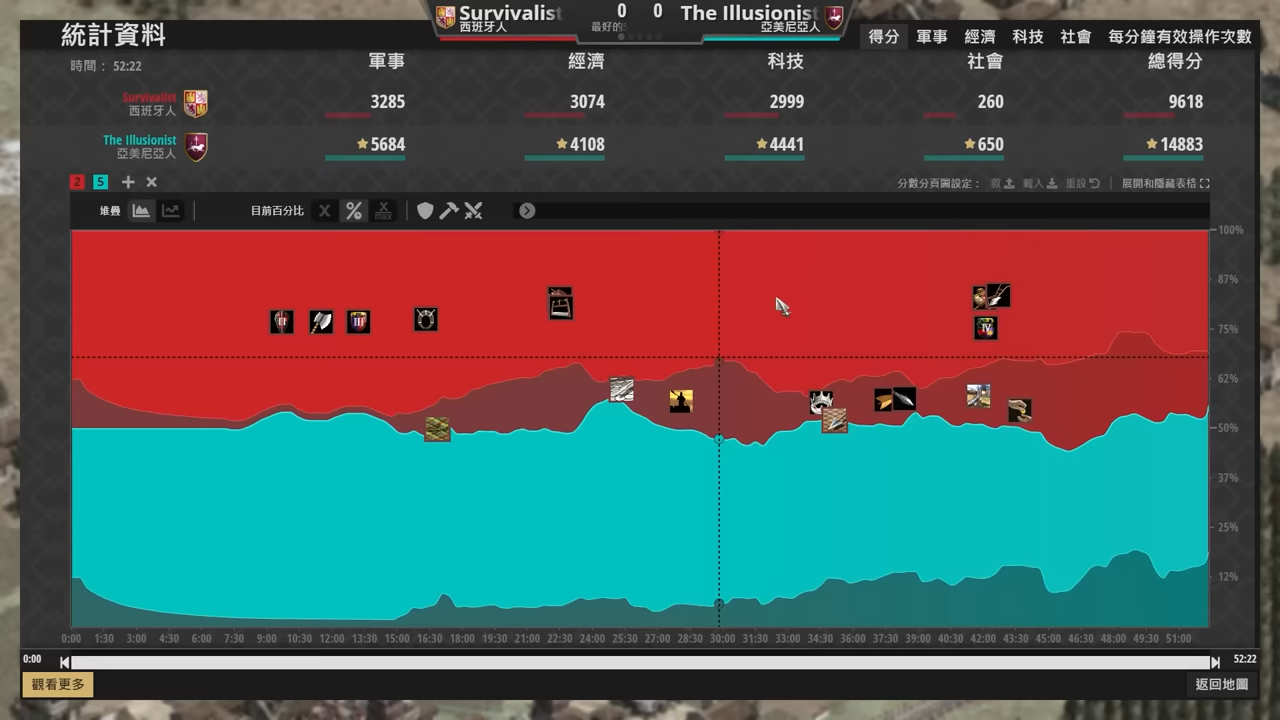 Survivalist 0 0 The Illusionist
西班牙人 最好的 亞美尼亞人
統計資料
得分 軍事 經濟 科技 社會 每分鐘有效操作次數
時間： 52:22 軍事 經濟 科技 社會 總得分
Survivalist
西班牙人
3285 3074 2999 260 9618
The Illusionist
亞美尼亞人
5684 4108 4441 650 14883
2 5
分數分頁圖設定： 載入 重設 展開和隱藏表格
堆疊 目前百分比 X % X max
100%
87%
75%
62%
50%
37%
25%
12%
II III IV
0:00 1:30 3:00 4:30 6:00 7:30 9:00 10:30 12:00 13:30 15:00 16:30 18:00 19:30 21:00 22:30 24:00 25:30 27:00 28:30 30:00 31:30 33:00 34:30 36:00 37:30 39:00 40:30 42:00 43:30 45:00 46:30 48:00 49:30 51:00
0:00 52:22
觀看更多 返回地圖